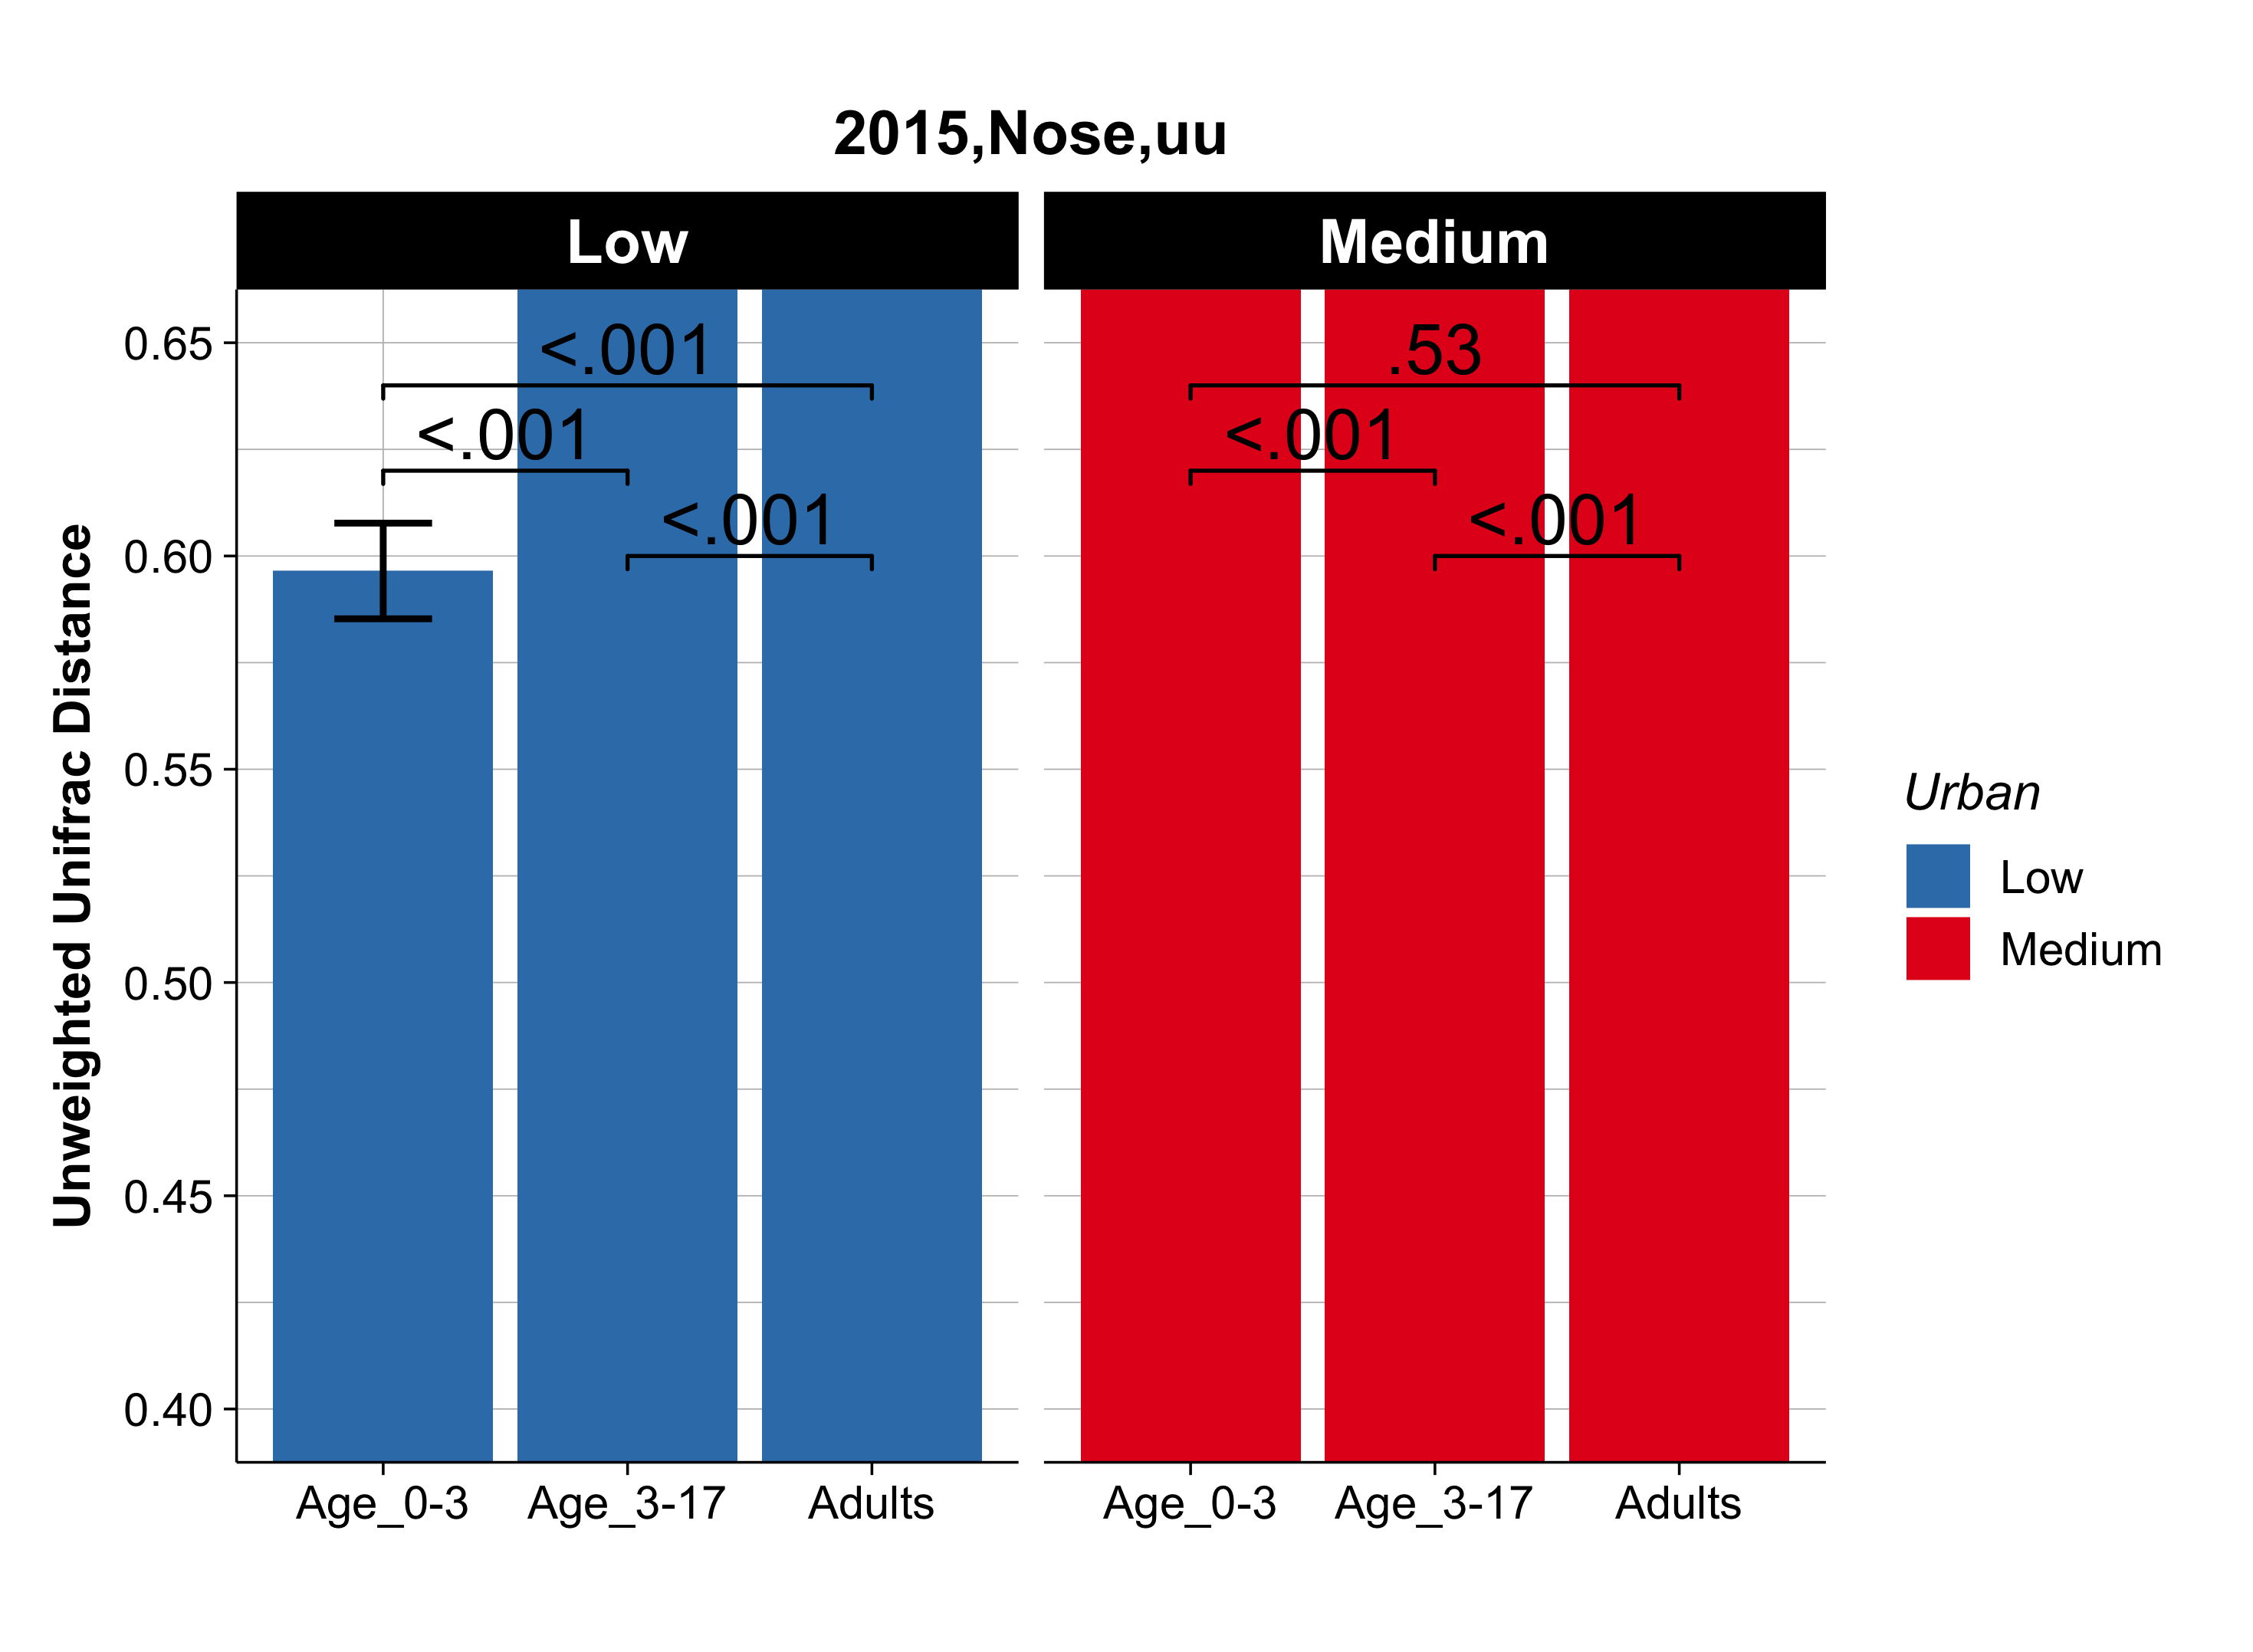 2015,Nose,uu
Low
Medium
Unweighted Unifrac Distance
0.65
0.60
0.55
0.50
0.45
0.40
<.001
<.001
<.001
.53
<.001
<.001
Age_0-3
Age_3-17
Adults
Age_0-3
Age_3-17
Adults
Urban
Low
Medium